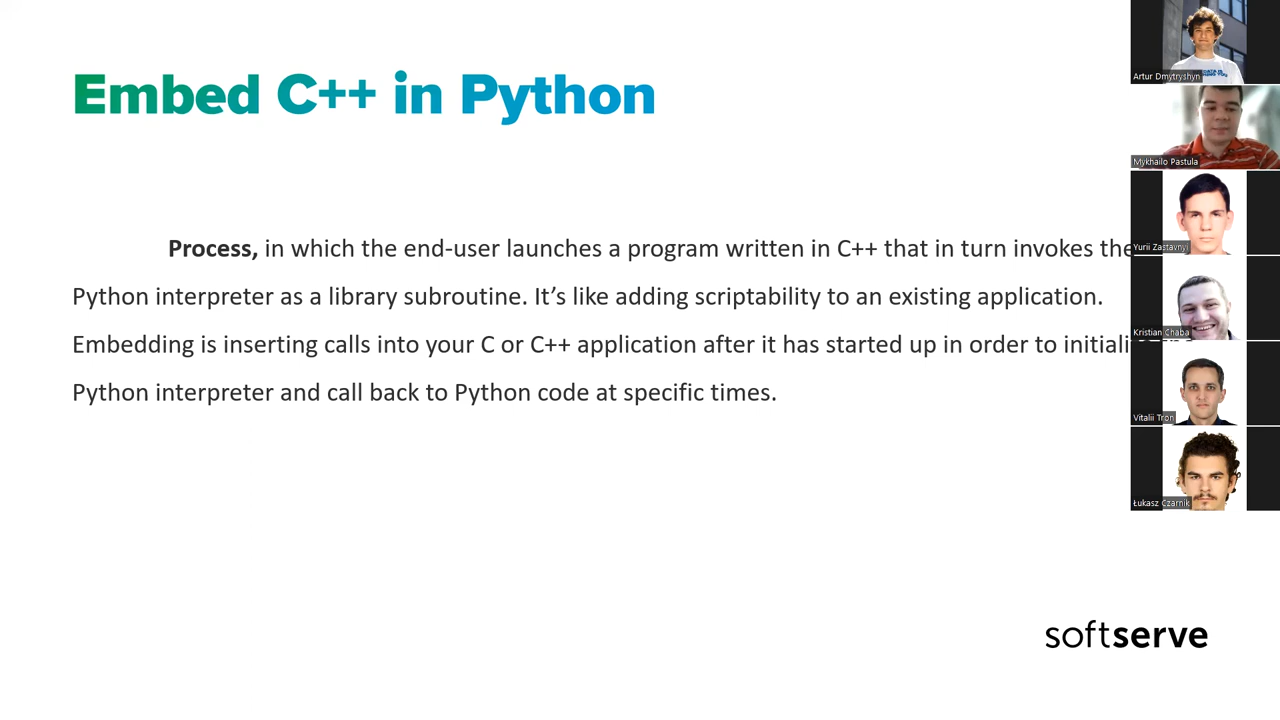 Embed C++ in Python
Process, in which the end-user launches a program written in C++ that in turn invokes the
Python interpreter as a library subroutine. It’s like adding scriptability to an existing application.
Embedding is inserting calls into your C or C++ application after it has started up in order to
Python interpreter and call back to Python code at specific times.
softserve
Artur Dmytryshyn
Mykhailo Pastula
Yurii Zastavnyi
Kristian Chaba
Vitalii Tron
Łukasz Czarnik